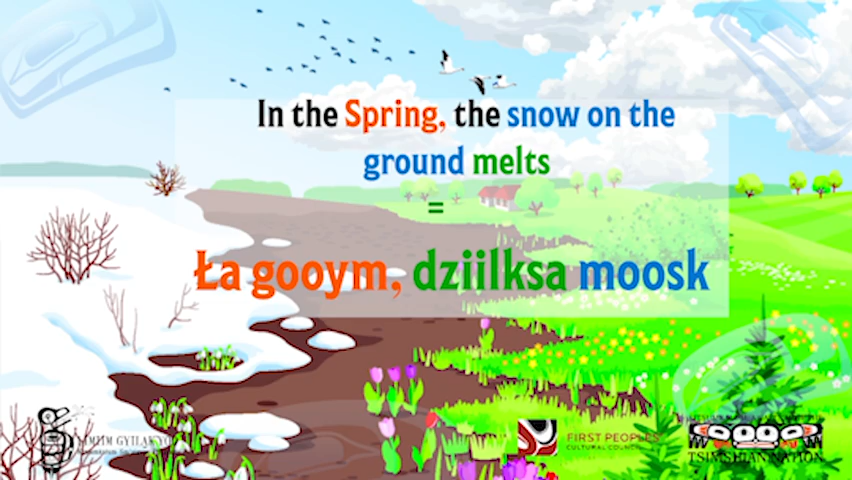 In the Spring, the snow on the
ground melts
=
Ła gooym, dziilksa moosk
FIRST PEOPLES'
CULTURAL COUNCIL
TSIMSHIAN NATION